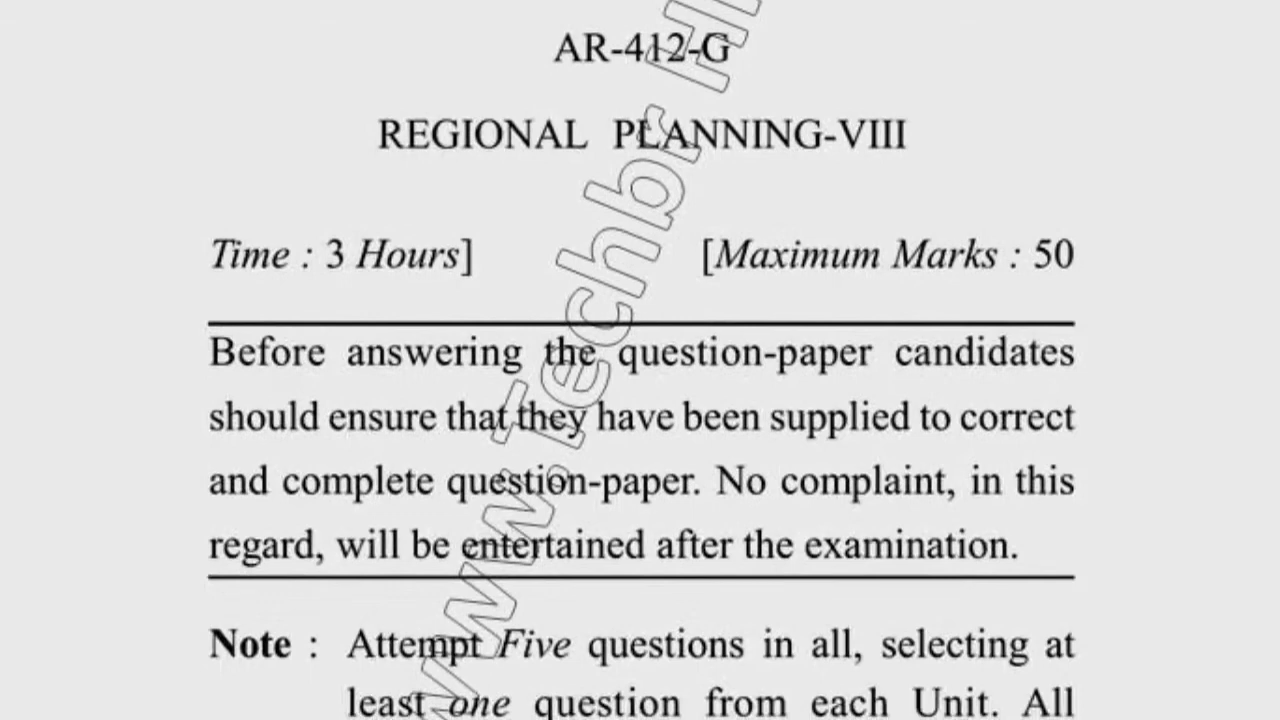 AR-412-G
REGIONAL PLANNING-VIII
Time : 3 Hours] [Maximum Marks : 50
Before answering the question-paper candidates
should ensure that they have been supplied to correct
and complete question-paper. No complaint, in this
regard, will be entertained after the examination.
Note : Attempt Five questions in all, selecting at
least one question from each Unit. All
www.Techbr